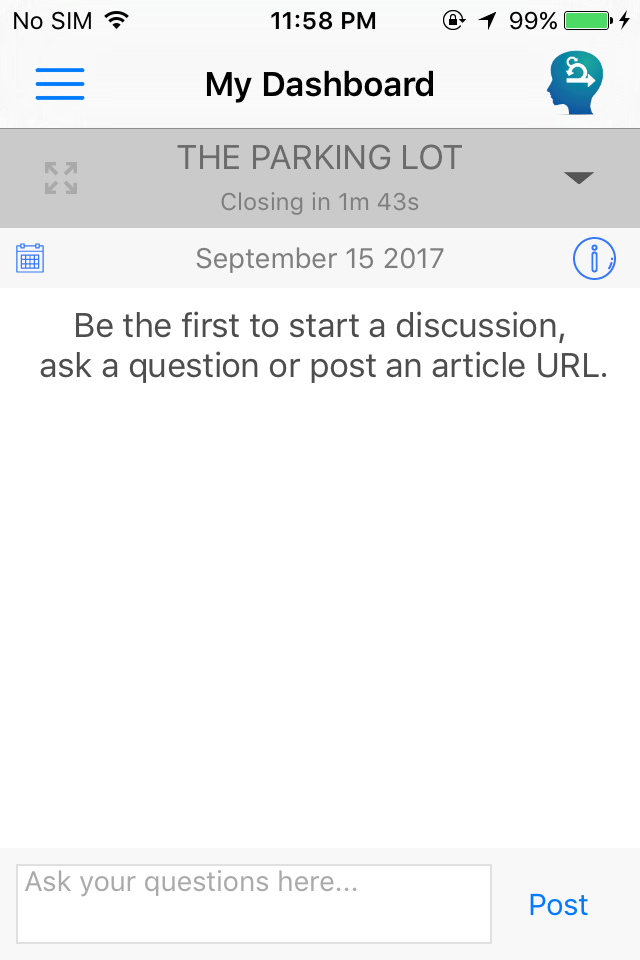 No SIM 11:58 PM 99%
My Dashboard
THE PARKING LOT
Closing in 1m 43s
September 15 2017
Be the first to start a discussion,
ask a question or post an article URL.
Ask your questions here...
Post